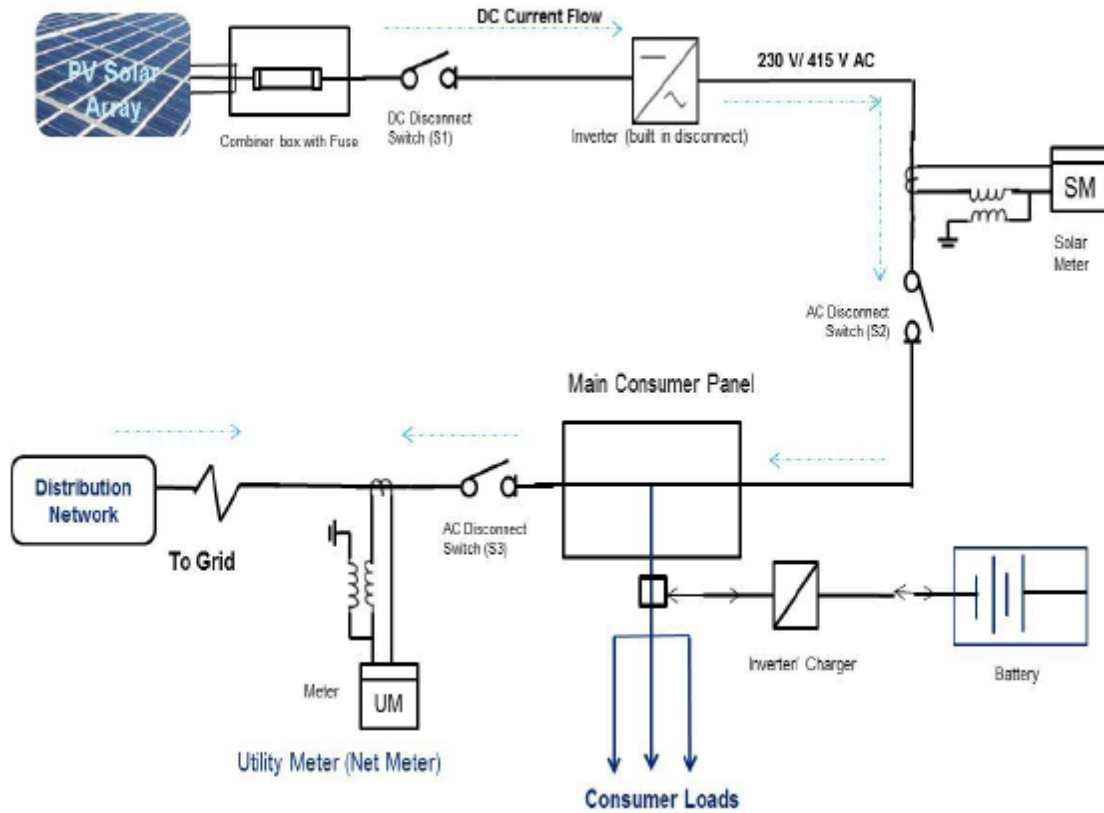 DC Current Flow
PV Solar
Array
Combiner box with Fuse
DC Disconnect
Switch (S1)
Inverter (built in disconnect)
230 V/ 415 V AC
SM
Solar
Meter
AC Disconnect
Switch (S2)
Main Consumer Panel
Distribution
Network
To Grid
AC Disconnect
Switch (S3)
Meter
UM
Utility Meter (Net Meter)
Inverter/ Charger
Battery
Consumer Loads